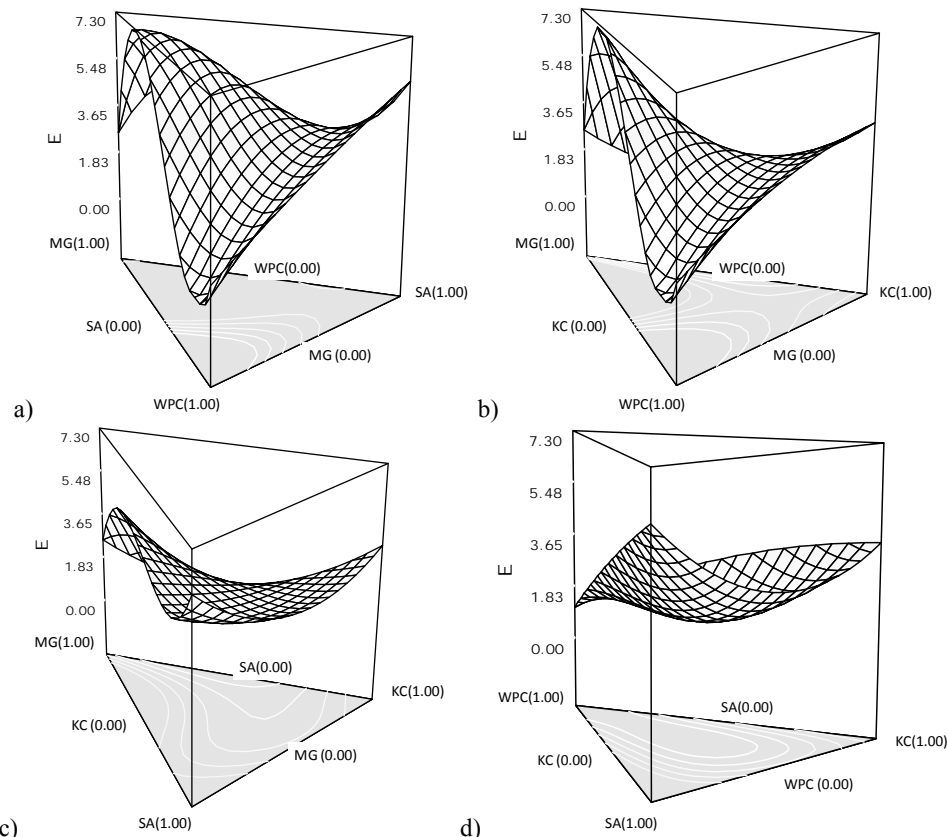 7.30
5.48
3.65
1.83
0.00
E
MG(1.00)
WPC(0.00)
SA(1.00)
SA (0.00)
MG (0.00)
WPC(1.00)
a)
7.30
5.48
3.65
1.83
0.00
E
MG(1.00)
WPC(0.00)
KC(1.00)
KC (0.00)
MG (0.00)
WPC(1.00)
b)
7.30
5.48
3.65
1.83
0.00
E
MG(1.00)
SA(0.00)
KC(1.00)
KC (0.00)
MG (0.00)
SA(1.00)
c)
7.30
5.48
3.65
1.83
0.00
E
WPC(1.00)
SA(0.00)
KC(1.00)
KC (0.00)
WPC (0.00)
SA(1.00)
d)